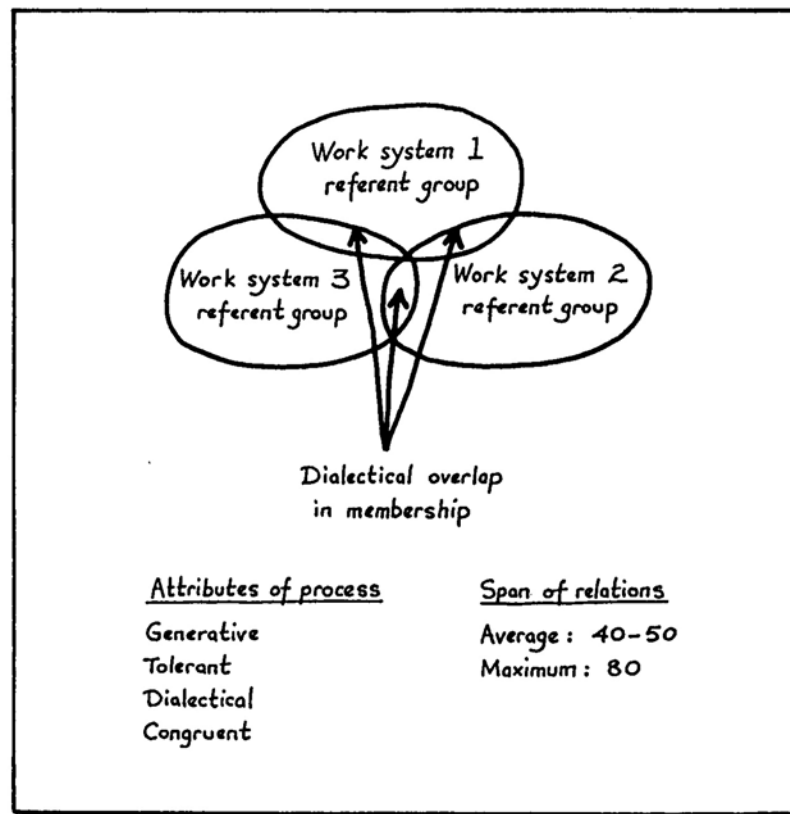 Work system 1
referent group
Work system 3
referent group
Work system 2
referent group
Dialectical overlap
in membership
Attributes of process
Generative
Tolerant
Dialectical
Congruent
Span of relations
Average : 40-50
Maximum : 80